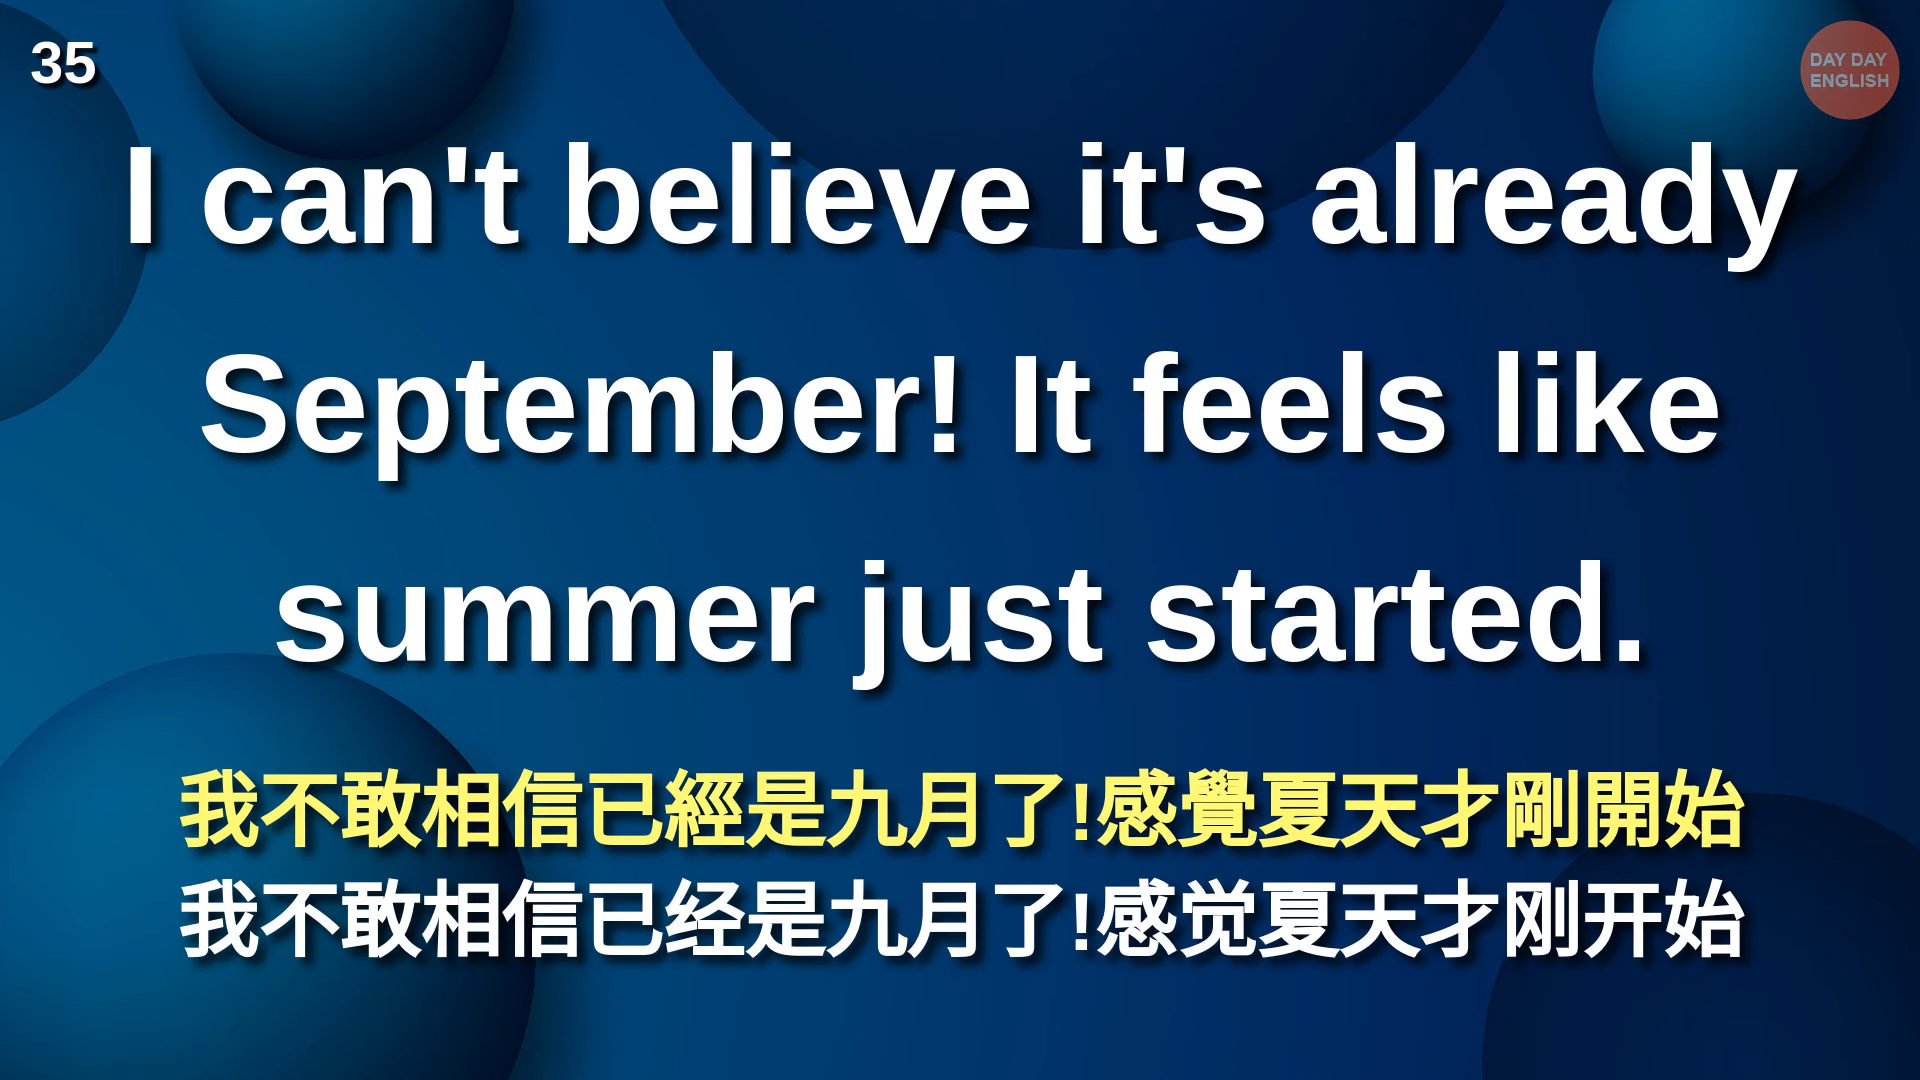 35
DAY DAY
ENGLISH
I can't believe it's already
September! It feels like
summer just started.
我不敢相信已經是九月了!感覺夏天才剛開始
我不敢相信已经是九月了!感觉夏天才刚开始